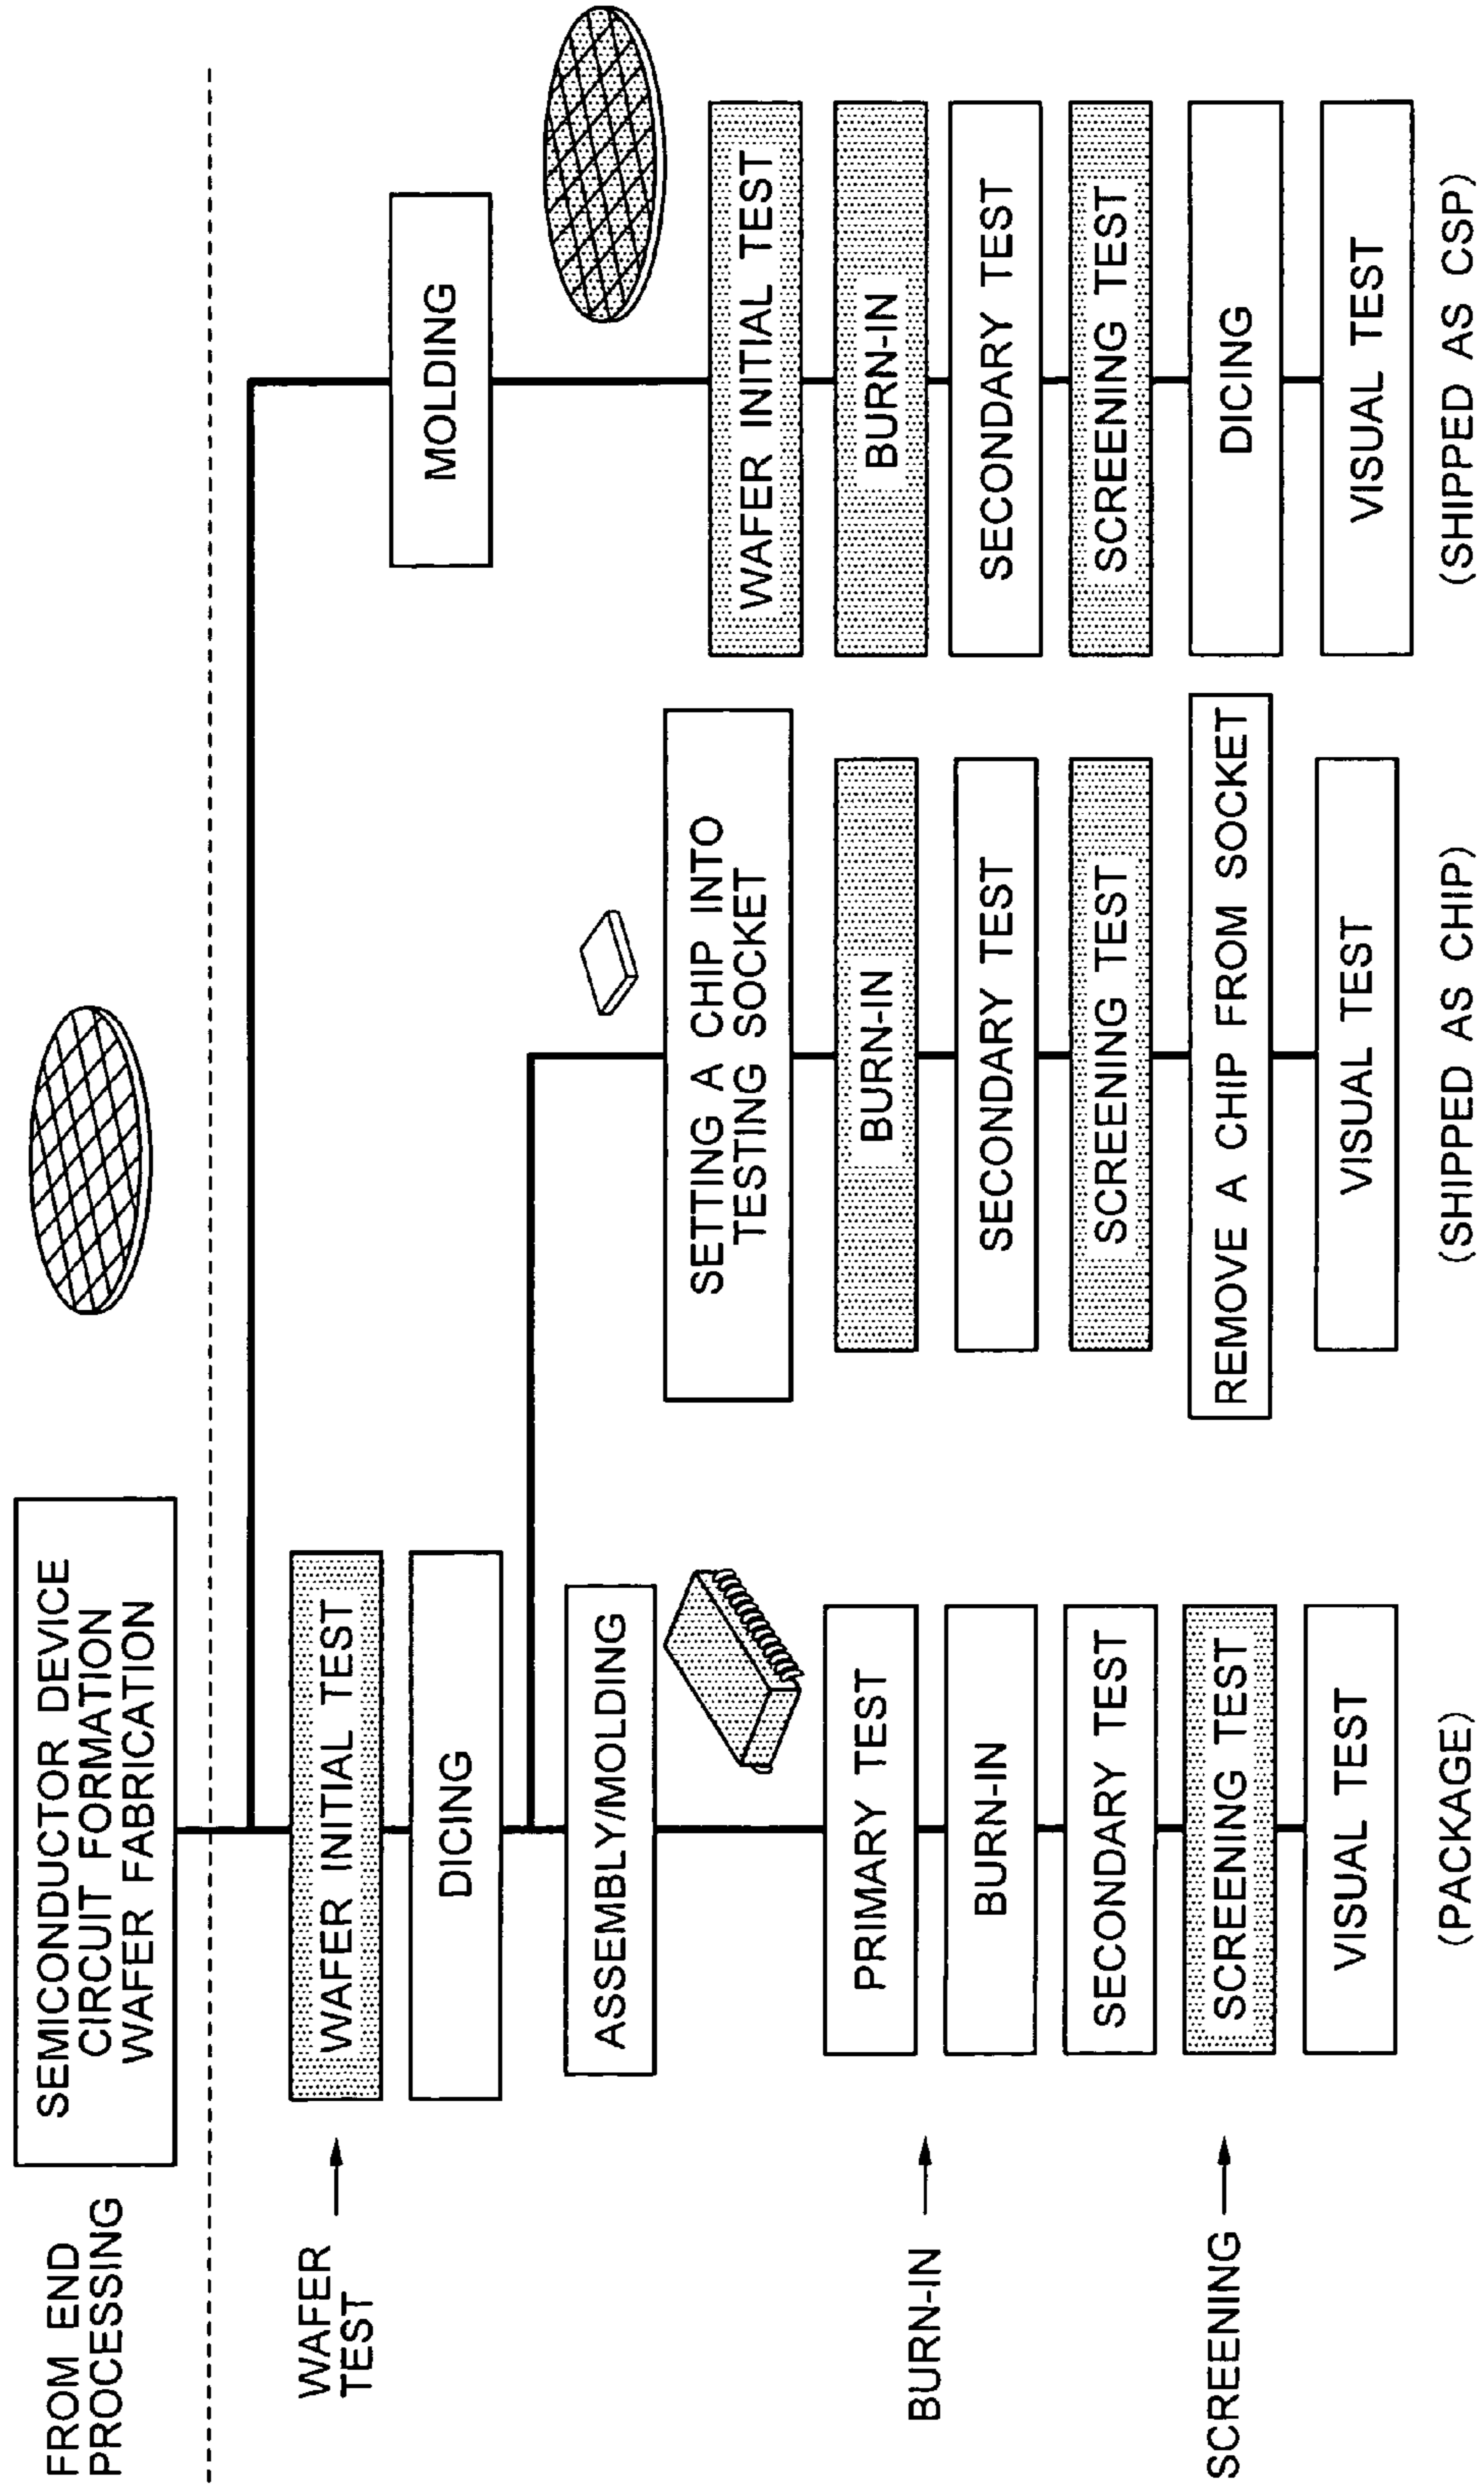 FROM END
PROCESSING
SEMICONDUCTOR DEVICE
CIRCUIT FORMATION
WAFER FABRICATION
WAFER
TEST
WAFER INITIAL TEST
DICING
ASSEMBLY/MOLDING
BURN-IN
PRIMARY TEST
BURN-IN
SECONDARY TEST
SCREENING
SCREENING TEST
VISUAL TEST
(PACKAGE)
SETTING A CHIP INTO
TESTING SOCKET
BURN-IN
SECONDARY TEST
SCREENING TEST
REMOVE A CHIP FROM SOCKET
VISUAL TEST
(SHIPPED AS CHIP)
MOLDING
WAFER INITIAL TEST
BURN-IN
SECONDARY TEST
SCREENING TEST
DICING
VISUAL TEST
(SHIPPED AS CSP)